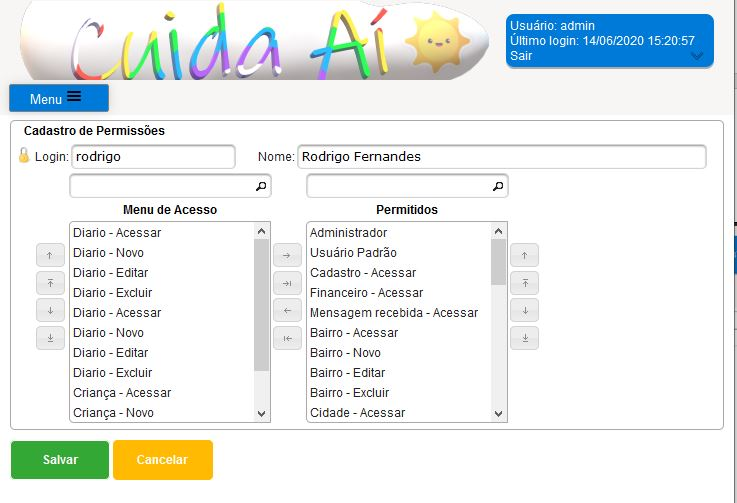 Cuida Aí
Usuário: admin
Último login: 14/06/2020 15:20:57
Sair
Menu
Cadastro de Permissões
Login: rodrigo Nome: Rodrigo Fernandes
Menu de Acesso
Diario - Acessar
Diario - Novo
Diario - Editar
Diario - Excluir
Diario - Acessar
Diario - Novo
Diario - Editar
Diario - Excluir
Criança - Acessar
Criança - Novo
Permitidos
Administrador
Usuário Padrão
Cadastro - Acessar
Financeiro - Acessar
Mensagem recebida - Acessar
Bairro - Acessar
Bairro - Novo
Bairro - Editar
Bairro - Excluir
Cidade - Acessar
Salvar
Cancelar